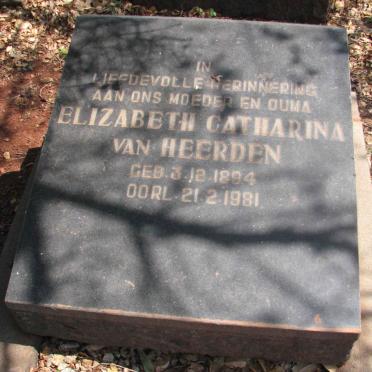 IN
LIEFDEVOLLE HERINNERING
AAN ONS MOEDER EN OUMA
ELIZABETH CATHARINA
VAN HEERDEN
GEB. 3.12.1894
OORL. 21.2.1981